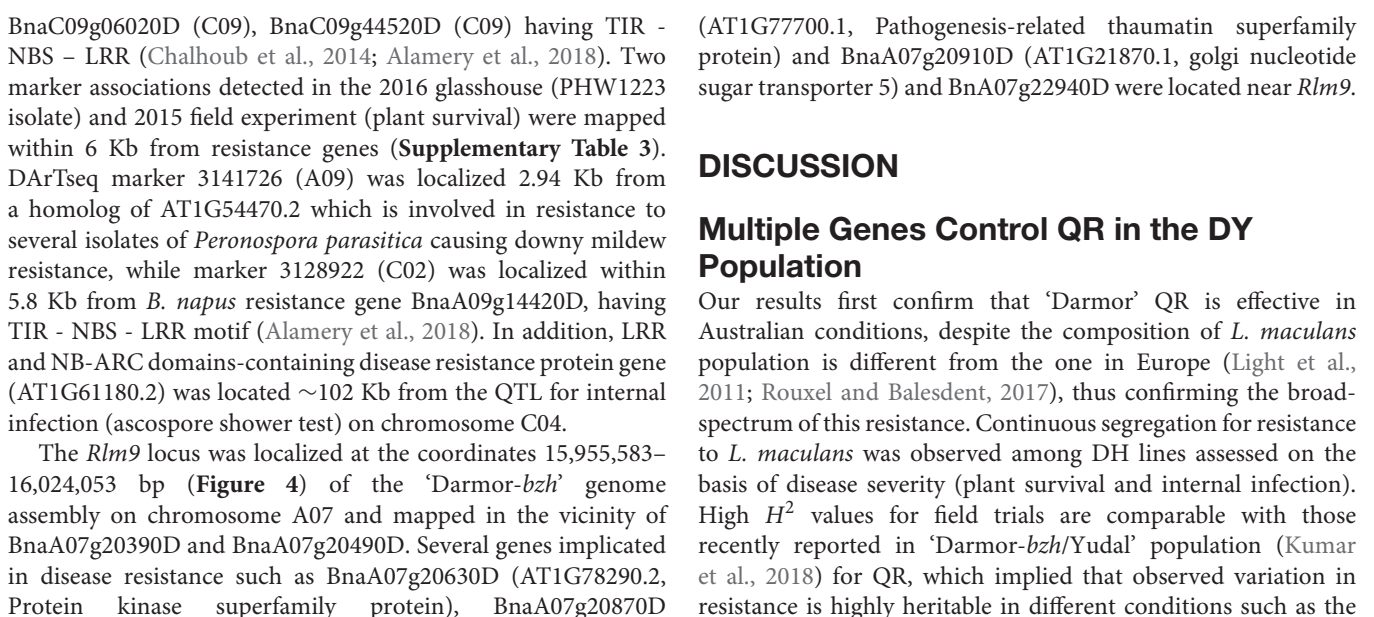 BnaC09g06020D (C09), BnaC09g44520D (C09) having TIR -
NBS – LRR (Chalhoub et al., 2014; Alamery et al., 2018). Two
marker associations detected in the 2016 glasshouse (PHW1223
isolate) and 2015 field experiment (plant survival) were mapped
within 6 Kb from resistance genes (Supplementary Table 3).
DArTseq marker 3141726 (A09) was localized 2.94 Kb from
a homolog of AT1G54470.2 which is involved in resistance to
several isolates of Peronospora parasitica causing downy mildew
resistance, while marker 3128922 (C02) was localized within
5.8 Kb from B. napus resistance gene BnaA09g14420D, having
TIR - NBS - LRR motif (Alamery et al., 2018). In addition, LRR
and NB-ARC domains-containing disease resistance protein gene
(AT1G61180.2) was located ∼102 Kb from the QTL for internal
infection (ascospore shower test) on chromosome C04.
The Rlm9 locus was localized at the coordinates 15,955,583–
16,024,053 bp (Figure 4) of the ‘Darmor-bzh’ genome
assembly on chromosome A07 and mapped in the vicinity of
BnaA07g20390D and BnaA07g20490D. Several genes implicated
in disease resistance such as BnaA07g20630D (AT1G78290.2,
Protein kinase superfamily protein), BnaA07g20870D
(AT1G77700.1, Pathogenesis-related thaumatin superfamily
protein) and BnaA07g20910D (AT1G21870.1, golgi nucleotide
sugar transporter 5) and BnA07g22940D were located near Rlm9.
DISCUSSION
Multiple Genes Control QR in the DY
Population
Our results first confirm that ‘Darmor’ QR is effective in
Australian conditions, despite the composition of L. maculans
population is different from the one in Europe (Light et al.,
2011; Rouxel and Balesdent, 2017), thus confirming the broad-
spectrum of this resistance. Continuous segregation for resistance
to L. maculans was observed among DH lines assessed on the
basis of disease severity (plant survival and internal infection).
High H² values for field trials are comparable with those
recently reported in ‘Darmor-bzh/Yudal’ population (Kumar
et al., 2018) for QR, which implied that observed variation in
resistance is highly heritable in different conditions such as the